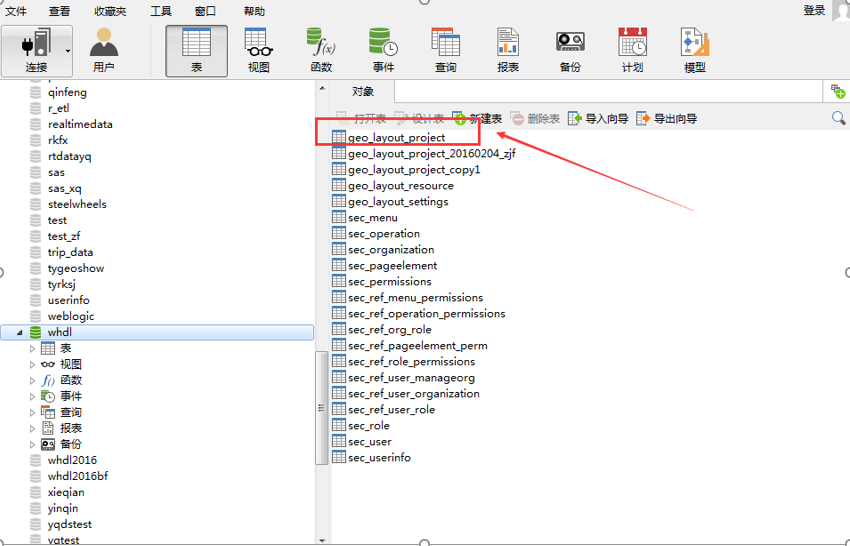 文件 查看 收藏夹 工具 窗口 帮助 登录
连接 用户 表 视图 函数 事件 查询 报表 备份 计划 模型
对象
打开表 设计表 新建表 删除表 导入向导 导出向导
qinfeng
r_etl
realtimedata
rkfx
rtdatayq
sas
sas_xq
steelwheels
test
test_zf
trip_data
tygeoshow
tyrksj
userinfo
weblogic
whdl
表
视图
函数
事件
查询
报表
备份
whdl2016
whdl2016bf
xieqian
yinqin
yqdstest
yqtest
geo_layout_project
geo_layout_project_20160204_zjf
geo_layout_project_copy1
geo_layout_resource
geo_layout_settings
sec_menu
sec_operation
sec_organization
sec_pageelement
sec_permissions
sec_ref_menu_permissions
sec_ref_operation_permissions
sec_ref_org_role
sec_ref_pageelement_perm
sec_ref_role_permissions
sec_ref_user_manageorg
sec_ref_user_organization
sec_ref_user_role
sec_role
sec_user
sec_userinfo